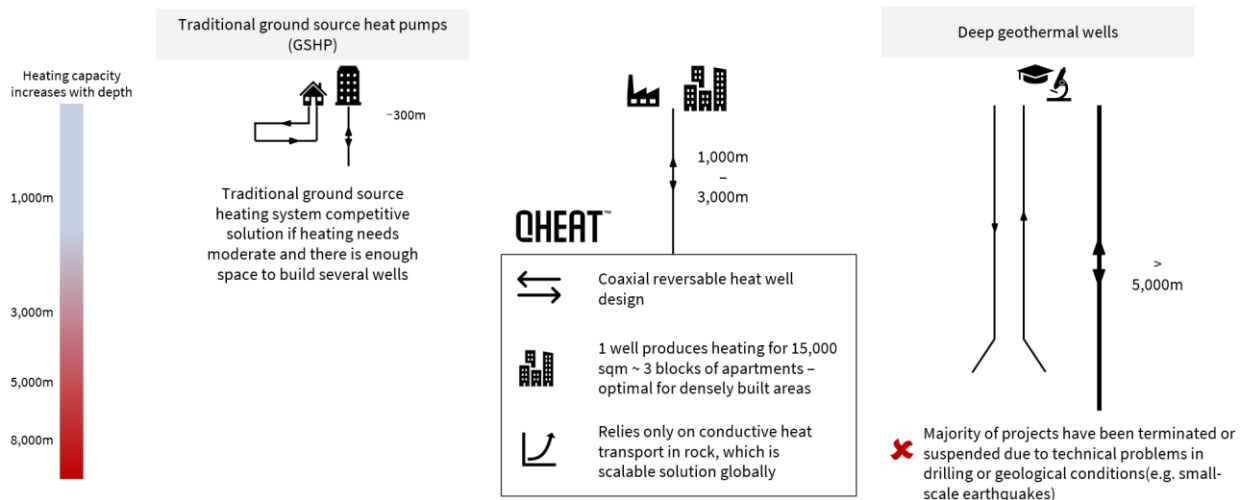 Heating capacity
increases with depth
1,000m
3,000m
5,000m
8,000m
Traditional ground source heat pumps
(GSHP)
~300m
Traditional ground source
heating system competitive
solution if heating needs
moderate and there is enough
space to build several wells
1,000m
–
3,000m
QHEAT™
Coaxial reversable heat well
design
1 well produces heating for 15,000
sqm ~ 3 blocks of apartments –
optimal for densely built areas
Relies only on conductive heat
transport in rock, which is
scalable solution globally
Deep geothermal wells
>
5,000m
Majority of projects have been terminated or
suspended due to technical problems in
drilling or geological conditions(e.g. small-
scale earthquakes)